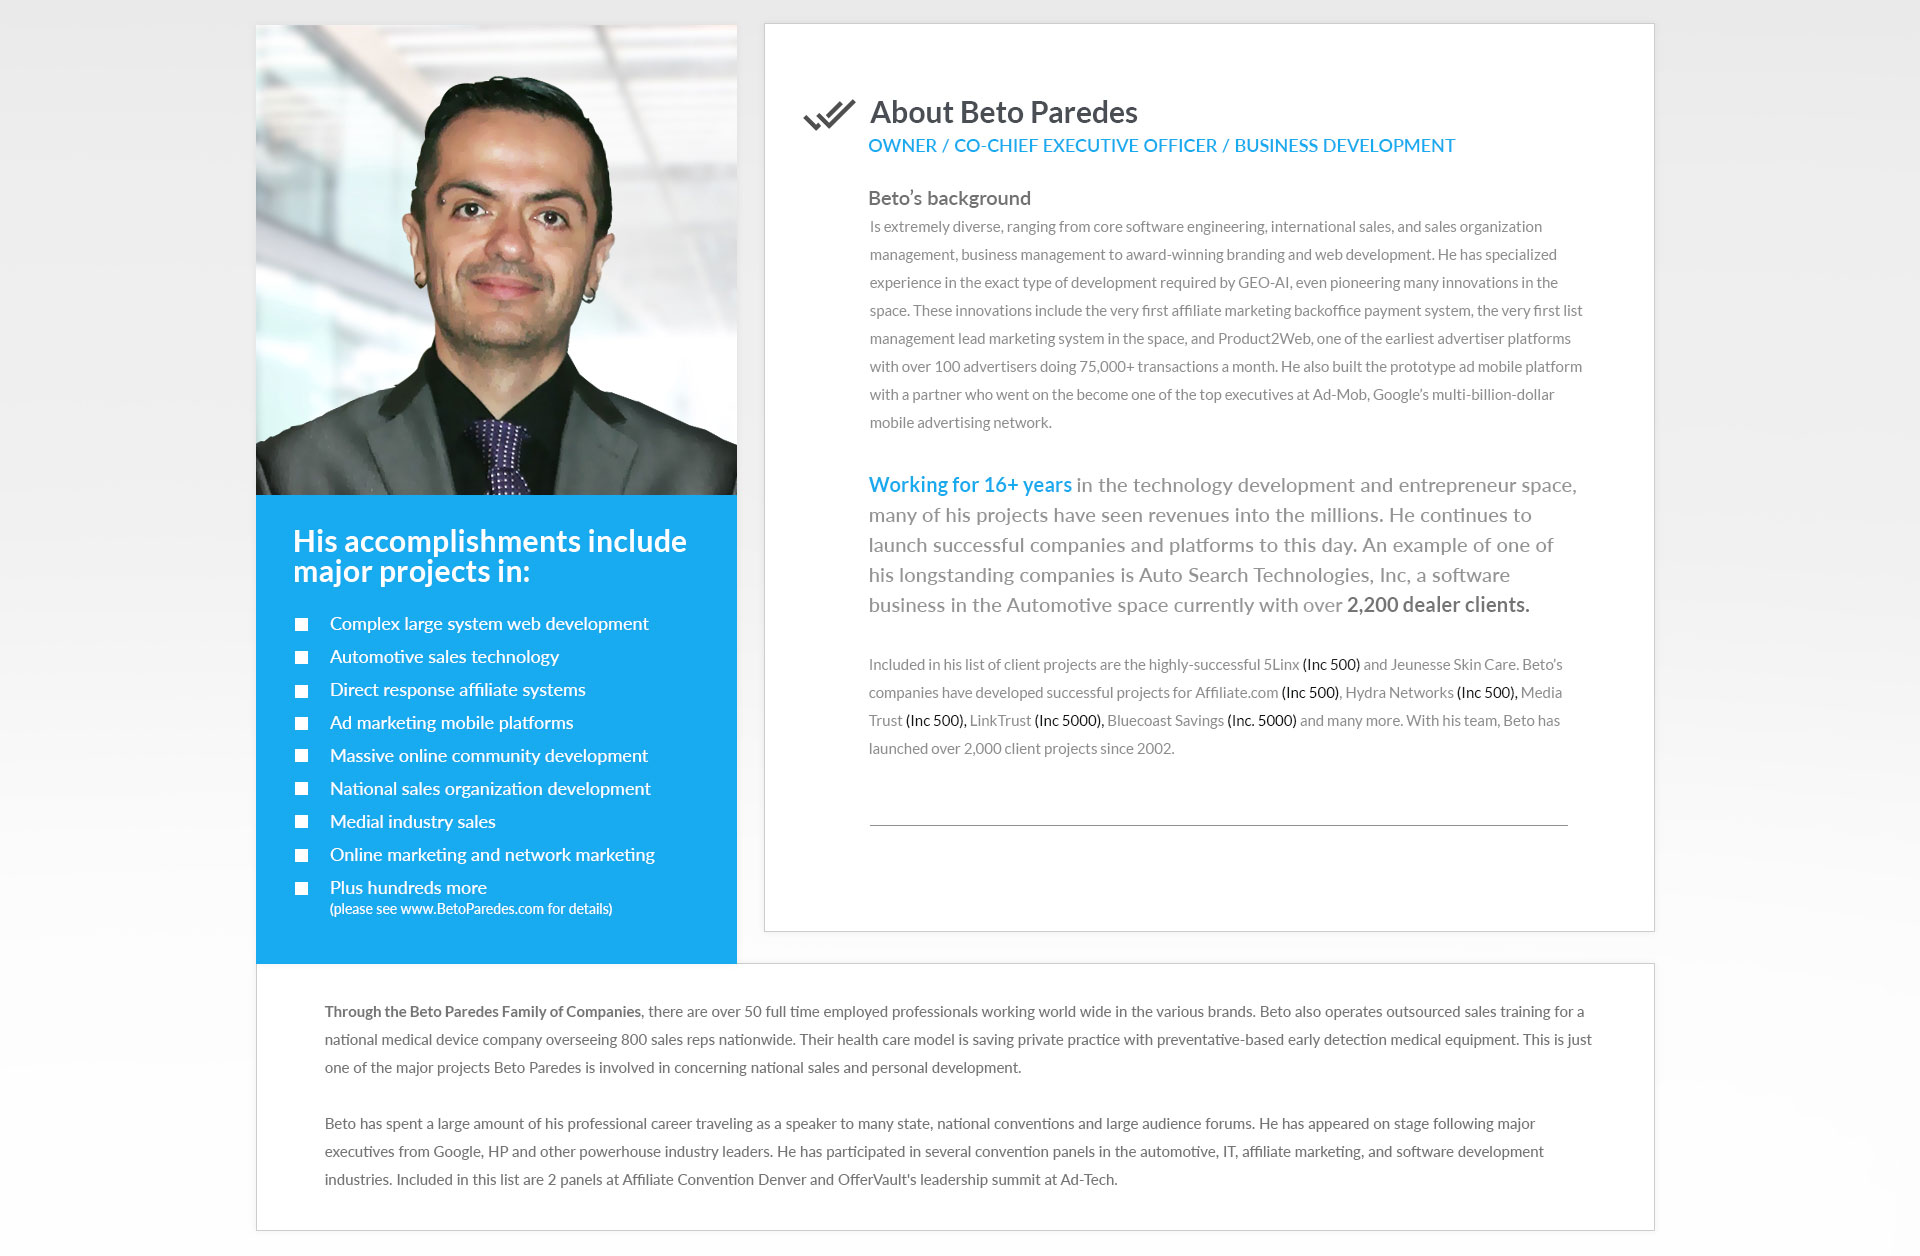 About Beto Paredes
OWNER / CO-CHIEF EXECUTIVE OFFICER / BUSINESS DEVELOPMENT
Beto’s background
Is extremely diverse, ranging from core software engineering, international sales, and sales organization
management, business management to award-winning branding and web development. He has specialized
experience in the exact type of development required by GEO-AI, even pioneering many innovations in the
space. These innovations include the very first affiliate marketing backoffice payment system, the very first list
management lead marketing system in the space, and Product2Web, one of the earliest advertiser platforms
with over 100 advertisers doing 75,000+ transactions a month. He also built the prototype ad mobile platform
with a partner who went on the become one of the top executives at Ad-Mob, Google's multi-billion-dollar
mobile advertising network.
Working for 16+ years in the technology development and entrepreneur space,
many of his projects have seen revenues into the millions. He continues to
launch successful companies and platforms to this day. An example of one of
his longstanding companies is Auto Search Technologies, Inc, a software
business in the Automotive space currently with over 2,200 dealer clients.
Included in his list of client projects are the highly-successful 5Linx (Inc 500) and Jeunesse Skin Care. Beto's
companies have developed successful projects for Affiliate.com (Inc 500), Hydra Networks (Inc 500), Media
Trust (Inc 500), LinkTrust (Inc 5000), Bluecoast Savings (Inc. 5000) and many more. With his team, Beto has
launched over 2,000 client projects since 2002.
His accomplishments include
major projects in:
Complex large system web development
Automotive sales technology
Direct response affiliate systems
Ad marketing mobile platforms
Massive online community development
National sales organization development
Medial industry sales
Online marketing and network marketing
Plus hundreds more
(please see www.BetoParedes.com for details)
Through the Beto Paredes Family of Companies, there are over 50 full time employed professionals working world wide in the various brands. Beto also operates outsourced sales training for a
national medical device company overseeing 800 sales reps nationwide. Their health care model is saving private practice with preventative-based early detection medical equipment. This is just
one of the major projects Beto Paredes is involved in concerning national sales and personal development.
Beto has spent a large amount of his professional career traveling as a speaker to many state, national conventions and large audience forums. He has appeared on stage following major
executives from Google, HP and other powerhouse industry leaders. He has participated in several convention panels in the automotive, IT, affiliate marketing, and software development
industries. Included in this list are 2 panels at Affiliate Convention Denver and OfferVault's leadership summit at Ad-Tech.